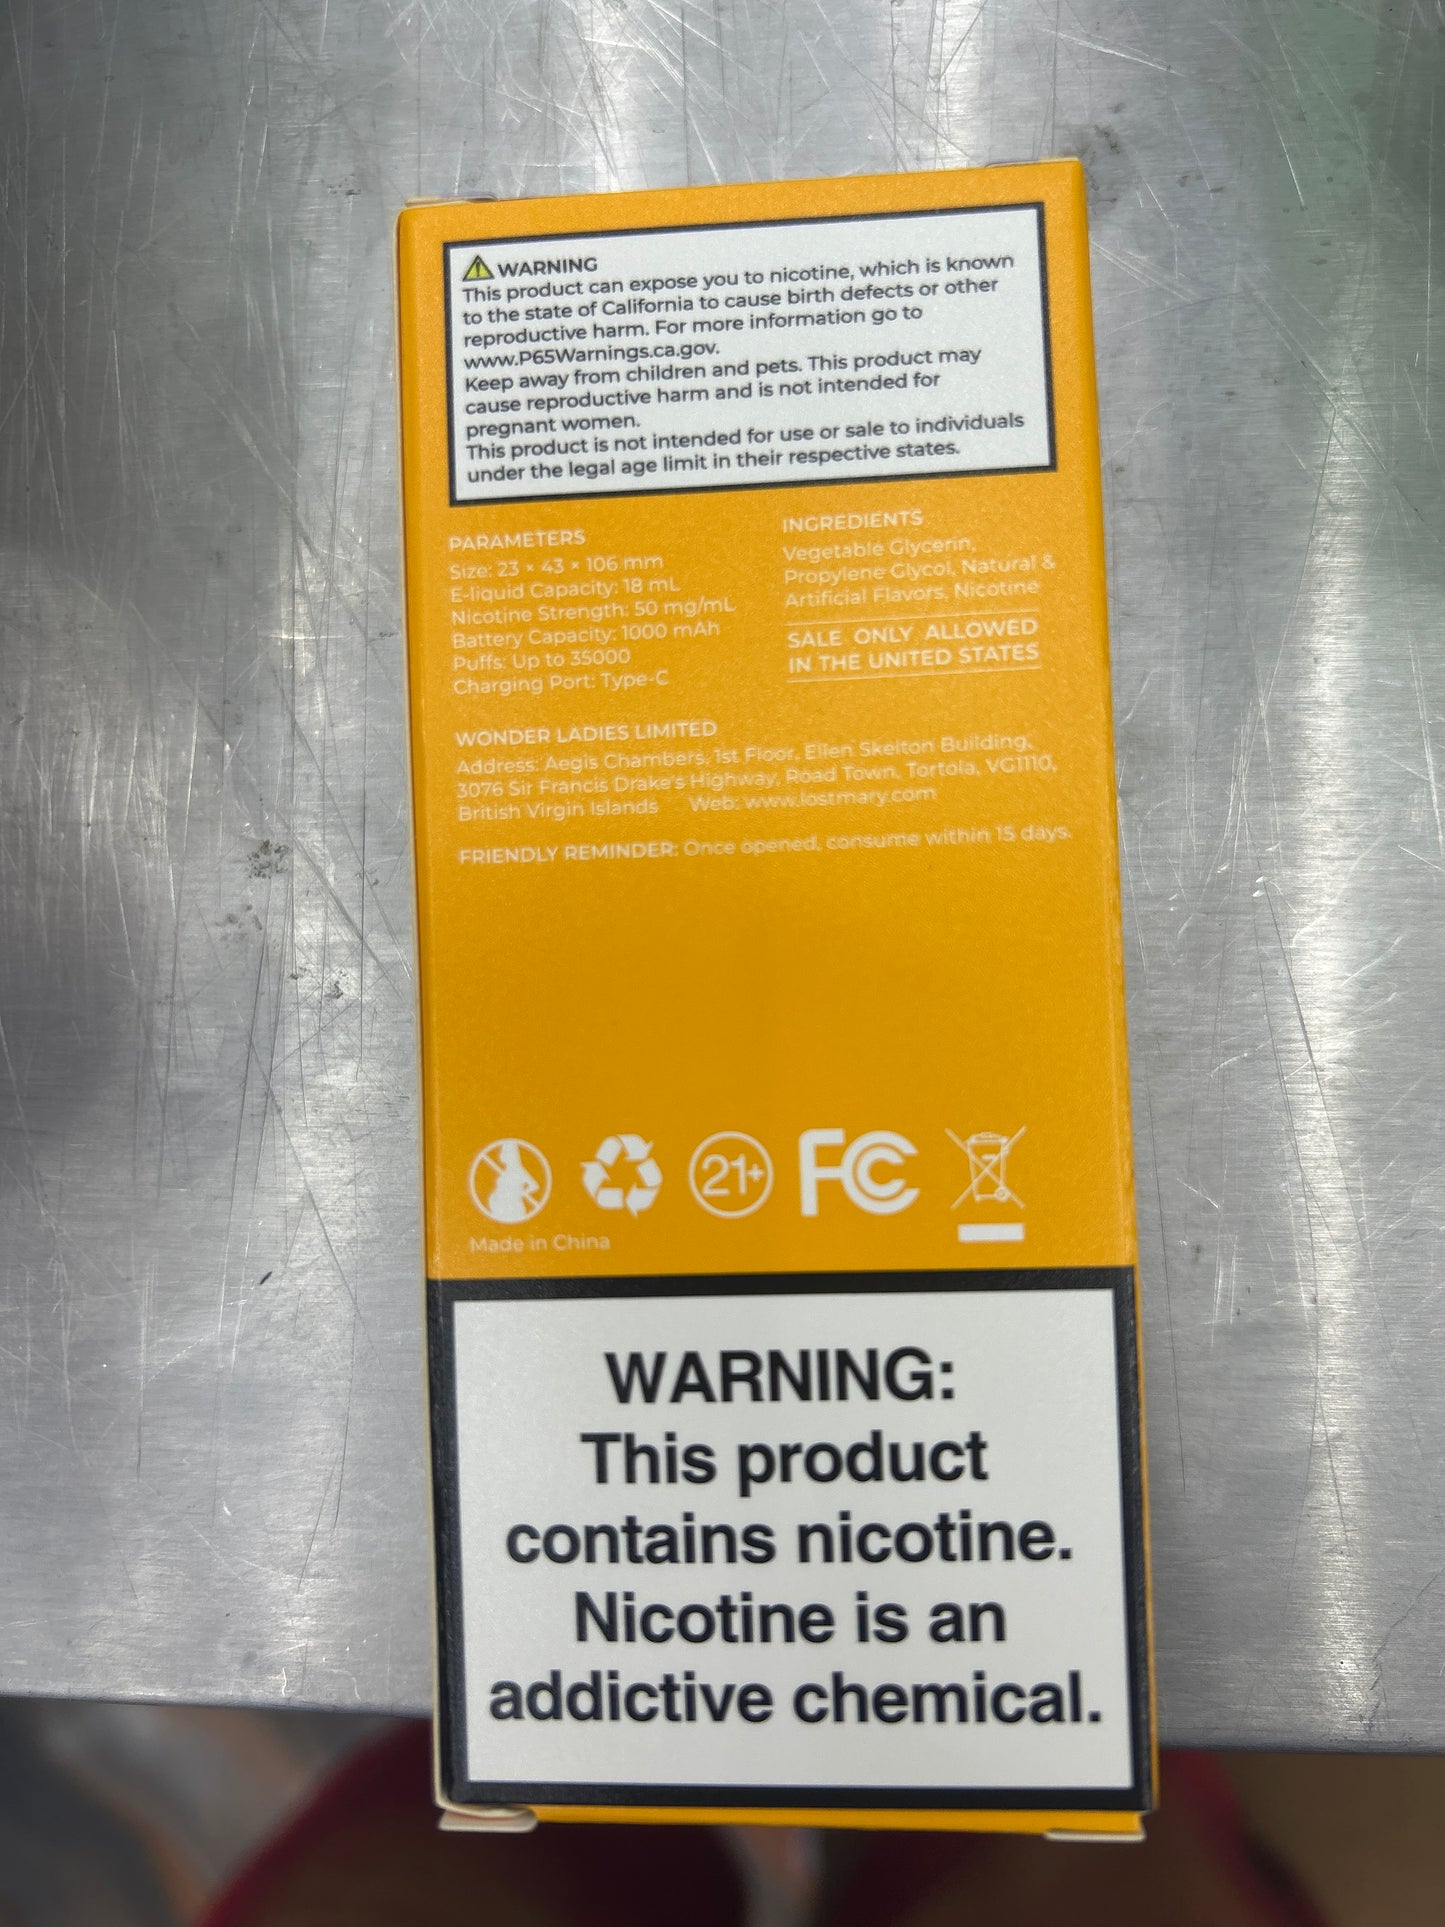 WARNING
This product can expose you to nicotine, which is known
to the state of California to cause birth defects or other
reproductive harm. For more information go to
www.P65Warnings.ca.gov.
Keep away from children and pets. This product may
cause reproductive harm and is not intended for
pregnant women.
This product is not intended for use or sale to individuals
under the legal age limit in their respective states.
PARAMETERS
Size: 23 × 43 × 106 mm
E-liquid Capacity: 18 mL
Nicotine Strength: 50 mg/mL
Battery Capacity: 1000 mAh
Puffs: Up to 35000
Charging Port: Type-C
INGREDIENTS
Vegetable Glycerin,
Propylene Glycol, Natural &
Artificial Flavors, Nicotine
SALE ONLY ALLOWED
IN THE UNITED STATES
WONDER LADIES LIMITED
Address: Aegis Chambers, 1st Floor, Ellen Skelton Building,
3076 Sir Francis Drake's Highway, Road Town, Tortola, VG1110,
British Virgin Islands Web: www.lostmary.com
FRIENDLY REMINDER: Once opened, consume within 15 days.
21+
FC
Made in China
WARNING:
This product
contains nicotine.
Nicotine is an
addictive chemical.